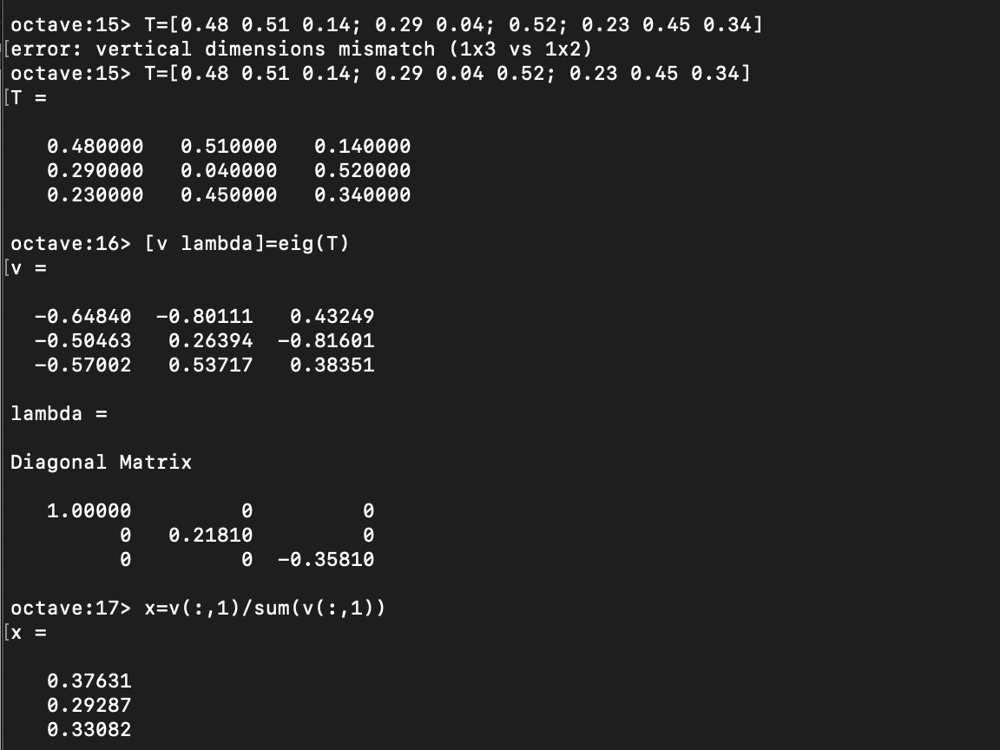 octave:15> T=[0.48 0.51 0.14; 0.29 0.04; 0.52; 0.23 0.45 0.34]
[error: vertical dimensions mismatch (1x3 vs 1x2)
octave:15> T=[0.48 0.51 0.14; 0.29 0.04 0.52; 0.23 0.45 0.34]
[T =
0.480000 0.510000 0.140000
0.290000 0.040000 0.520000
0.230000 0.450000 0.340000
octave:16> [v lambda]=eig(T)
[v =
-0.64840 -0.80111 0.43249
-0.50463 0.26394 -0.81601
-0.57002 0.53717 0.38351
lambda =
Diagonal Matrix
1.00000 0 0
0 0.21810 0
0 0 -0.35810
octave:17> x=v(:,1)/sum(v(:,1))
[x =
0.37631
0.29287
0.33082